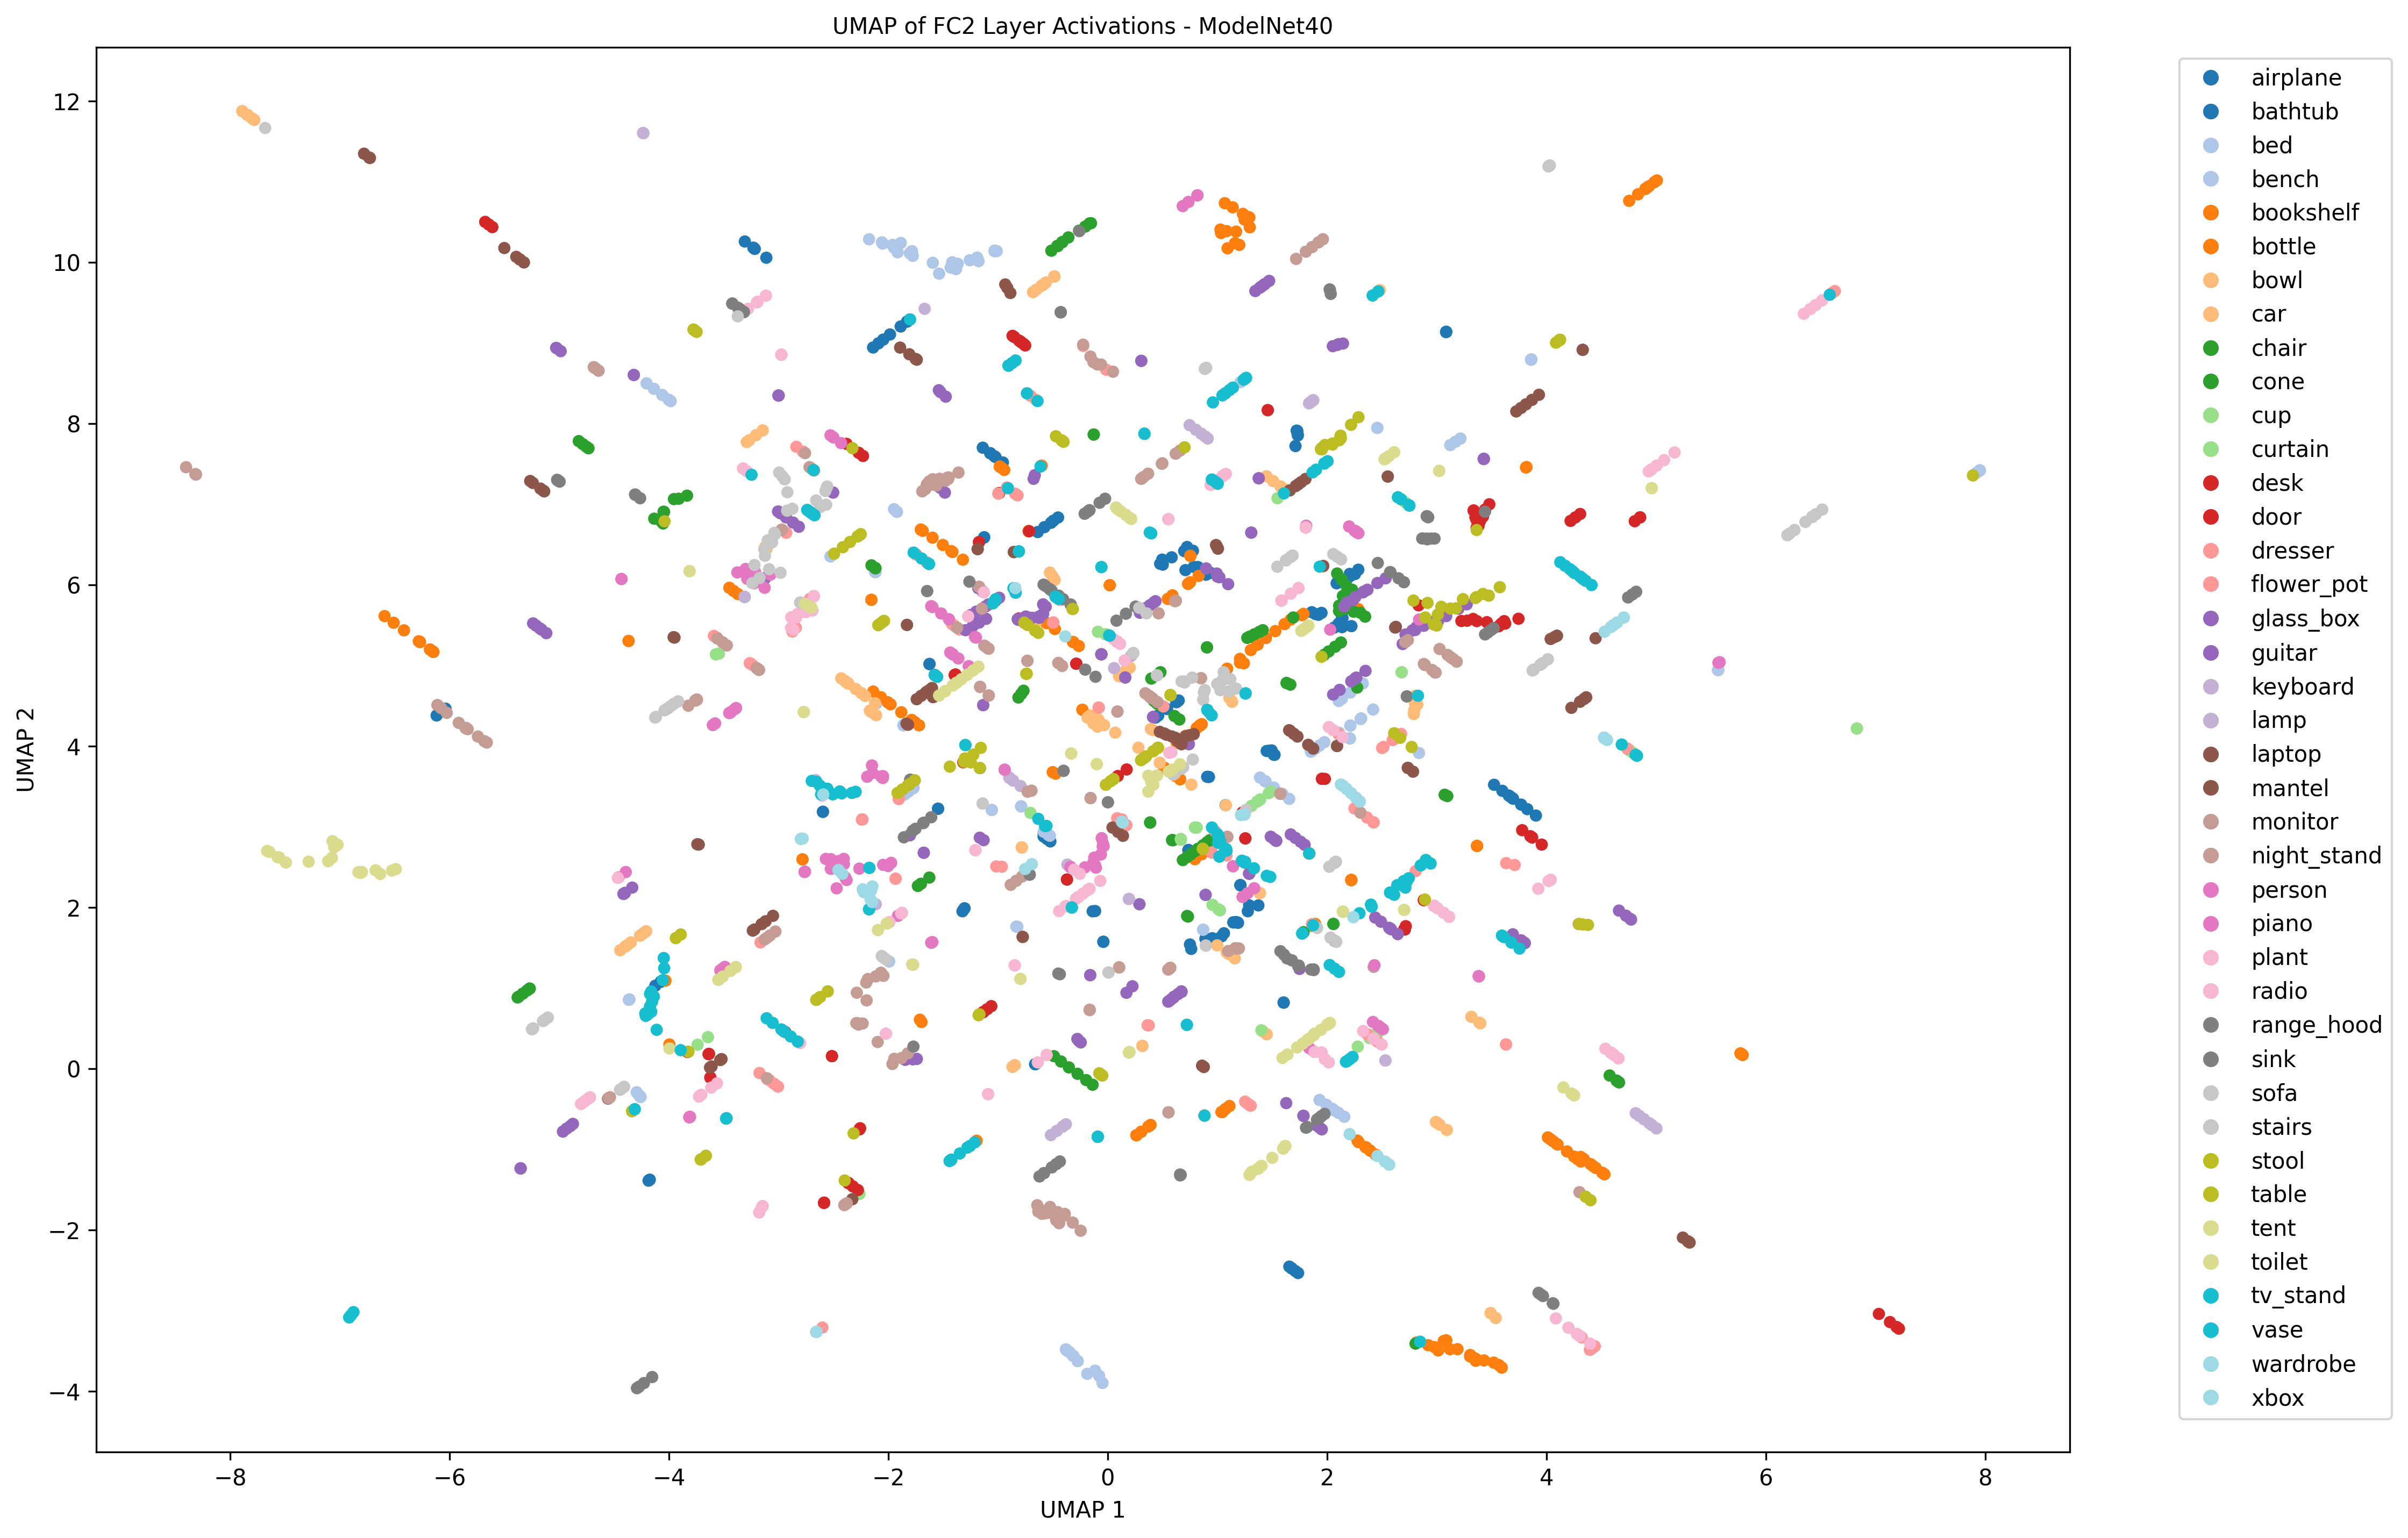 UMAP of FC2 Layer Activations - ModelNet40
12
10
8
6
4
2
0
−2
−4
UMAP 2
−8
−6
−4
−2
0
2
4
6
8
UMAP 1
airplane
bathtub
bed
bench
bookshelf
bottle
bowl
car
chair
cone
cup
curtain
desk
door
dresser
flower_pot
glass_box
guitar
keyboard
lamp
laptop
mantel
monitor
night_stand
person
piano
plant
radio
range_hood
sink
sofa
stairs
stool
table
tent
toilet
tv_stand
vase
wardrobe
xbox